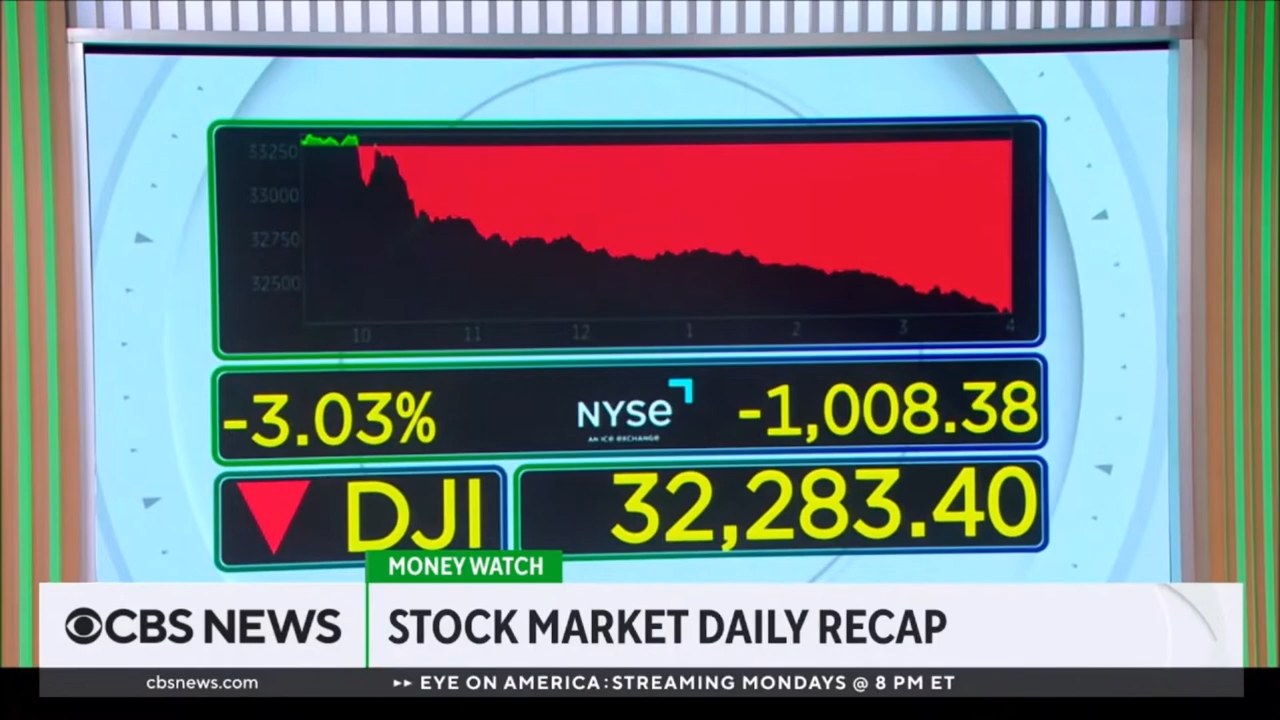 33250
33000
32750
32500
10 11 12 1 2 3 4
-3.03% NYSE -1,008.38
AN ICE EXCHANGE
DJI 32,283.40
MONEY WATCH
CBS NEWS STOCK MARKET DAILY RECAP
cbsnews.com EYE ON AMERICA: STREAMING MONDAYS @ 8 PM ET